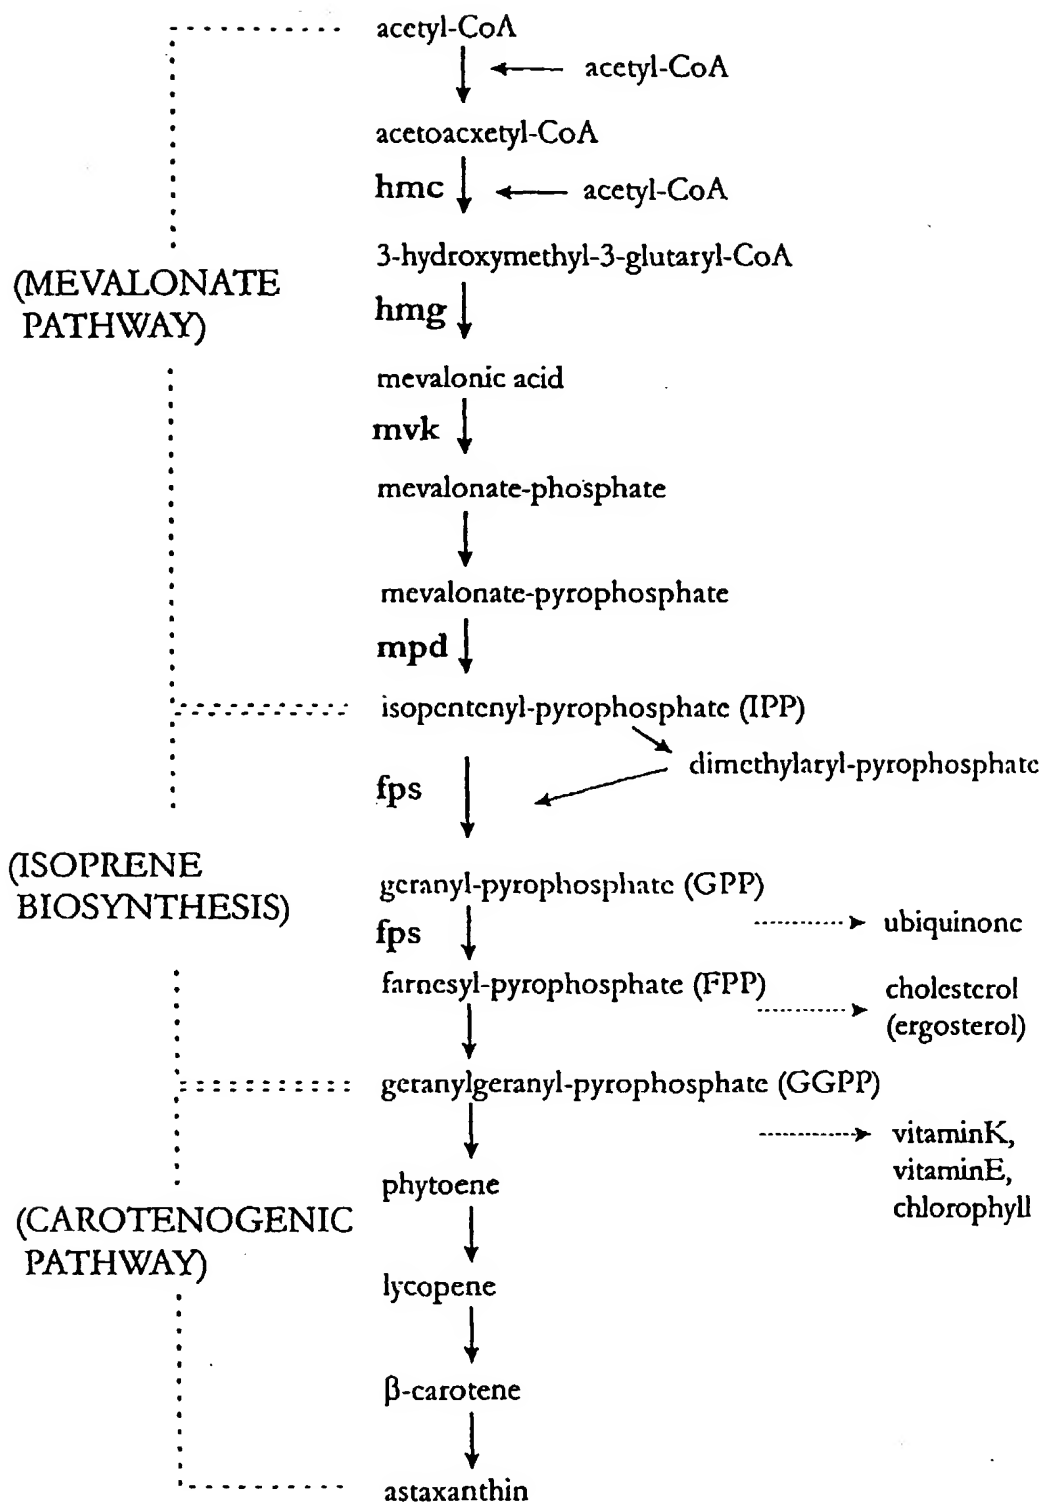 acetyl-CoA
acetyl-CoA
acetoacxetyl-CoA
hmc
acetyl-CoA
3-hydroxymethyl-3-glutaryl-CoA
(MEVALONATE
PATHWAY)
hmg
mevalonic acid
mvk
mevalonate-phosphate
mevalonate-pyrophosphate
mpd
isopentenyl-pyrophosphate (IPP)
dimethylaryl-pyrophosphate
fps
(ISOPRENE
BIOSYNTHESIS)
geranyl-pyrophosphate (GPP)
fps
ubiquinone
farnesyl-pyrophosphate (FPP)
cholesterol
(ergosterol)
geranylgeranyl-pyrophosphate (GGPP)
vitaminK,
vitaminE,
chlorophyll
phytoene
(CAROTENOGENIC
PATHWAY)
lycopene
β-carotene
astaxanthin